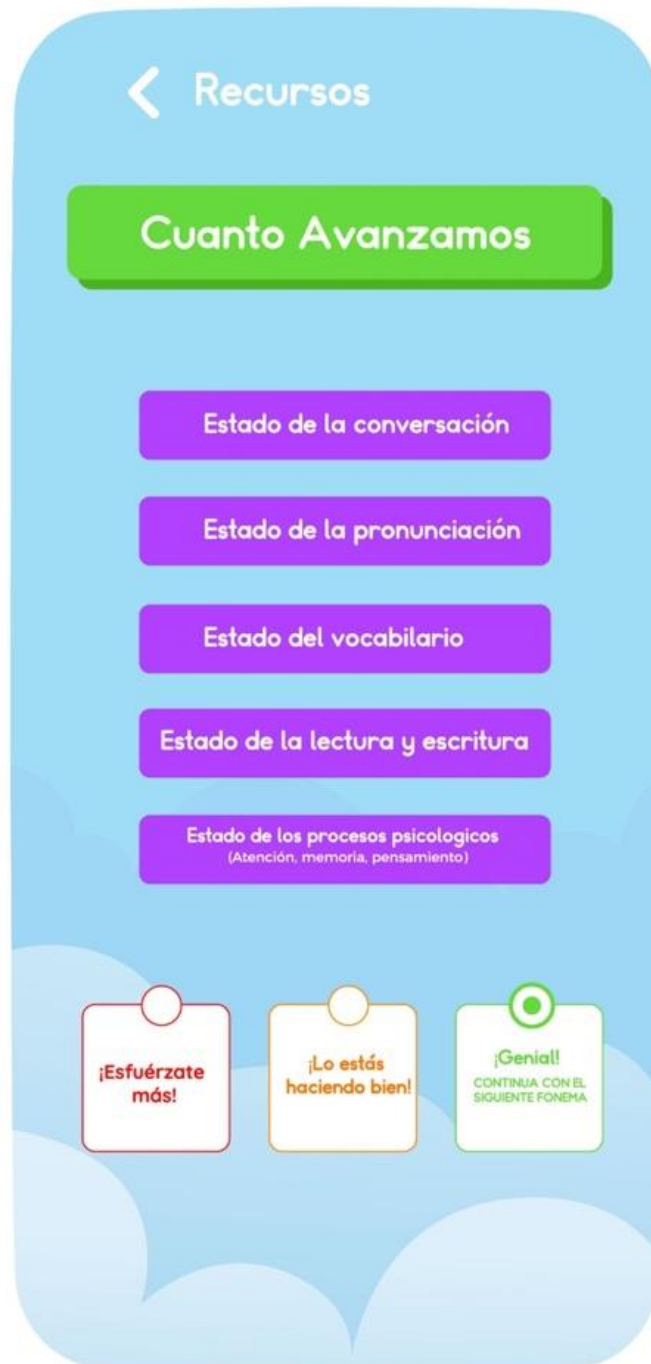 Recursos
Cuanto Avanzamos
Estado de la conversación
Estado de la pronunciación
Estado del vocabilario
Estado de la lectura y escritura
Estado de los procesos psicologicos
(Atención, memoria, pensamiento)
¡Esfuérzate
más!
¡Lo estás
haciendo bien!
¡Genial!
CONTINUA CON EL
SIGUIENTE FONEMA